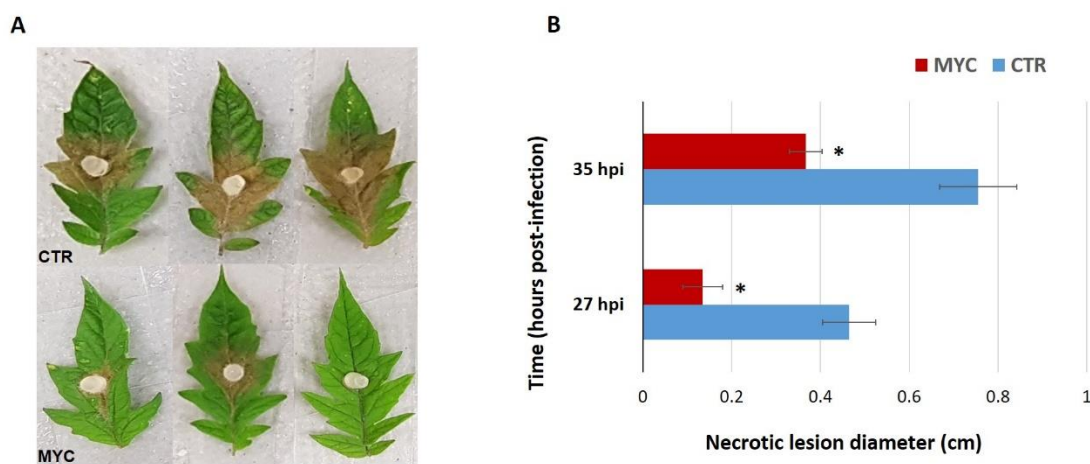 A
CTR
MYC
B
MYC CTR
Time (hours post-infection)
35 hpi
27 hpi
0 0.2 0.4 0.6 0.8 1
*
*
Necrotic lesion diameter (cm)